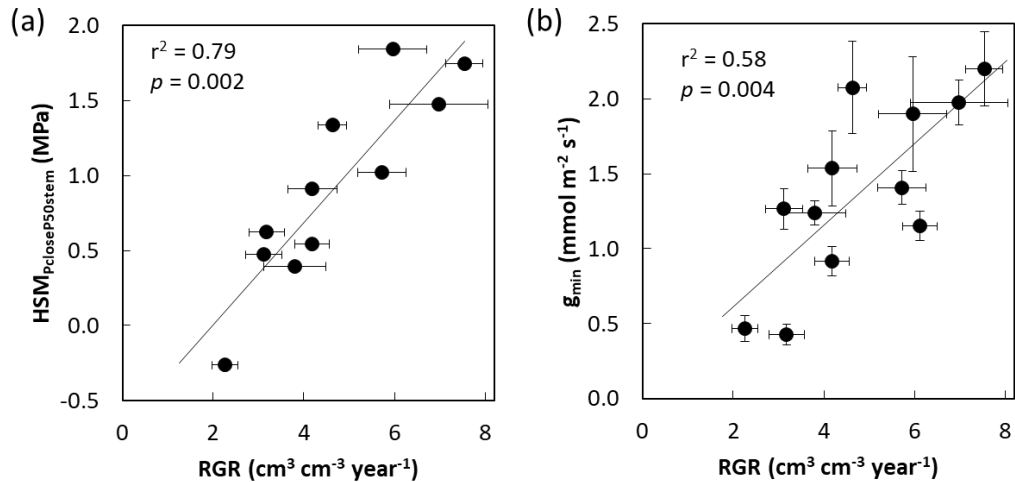 (a)
r² = 0.79
p = 0.002
HSM_PcloseP50stem (MPa)
2.0
1.5
1.0
0.5
0.0
-0.5
0 2 4 6 8
RGR (cm³ cm⁻³ year⁻¹)
(b)
r² = 0.58
p = 0.004
g_min (mmol m⁻² s⁻¹)
2.5
2.0
1.5
1.0
0.5
0.0
0 2 4 6 8
RGR (cm³ cm⁻³ year⁻¹)